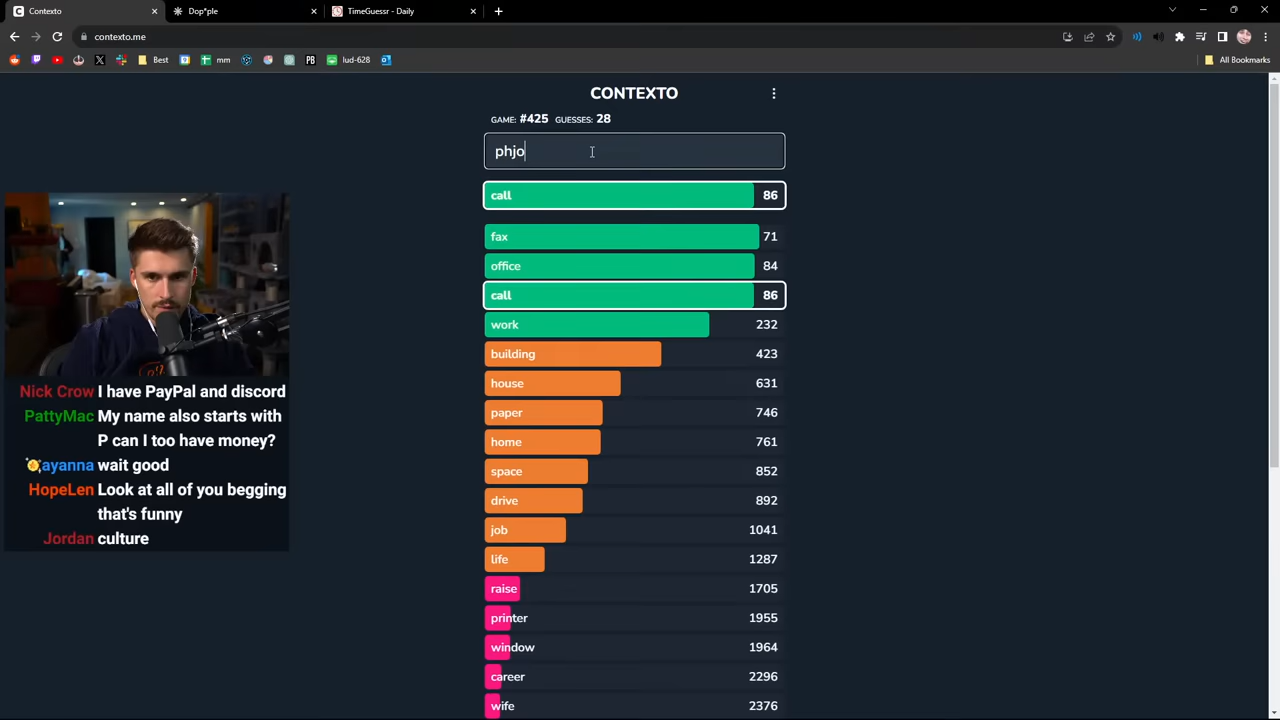 Contexto
Dop*ple
TimeGuessr - Daily
contexto.me
Best
mm
PB
lud-628
All Bookmarks
CONTEXTO
GAME: #425 GUESSES: 28
phjo
call 86
fax 71
office 84
call 86
work 232
building 423
house 631
paper 746
home 761
space 852
drive 892
job 1041
life 1287
raise 1705
printer 1955
window 1964
career 2296
wife 2376
Nick Crow I have PayPal and discord
PattyMac My name also starts with
P can I too have money?
ayanna wait good
HopeLen Look at all of you begging
that's funny
Jordan culture